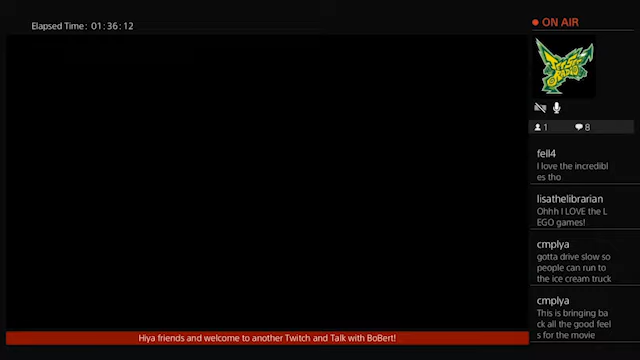 Elapsed Time: 01:36:12
ON AIR
1
8
fell4
I love the incredibl
es tho
lisathelibrarian
Ohhh I LOVE the L
EGO games!
cmplya
gotta drive slow so
people can run to
the ice cream truck
cmplya
This is bringing ba
ck all the good feel
s for the movie
Hiya friends and welcome to another Twitch and Talk with BoBert!